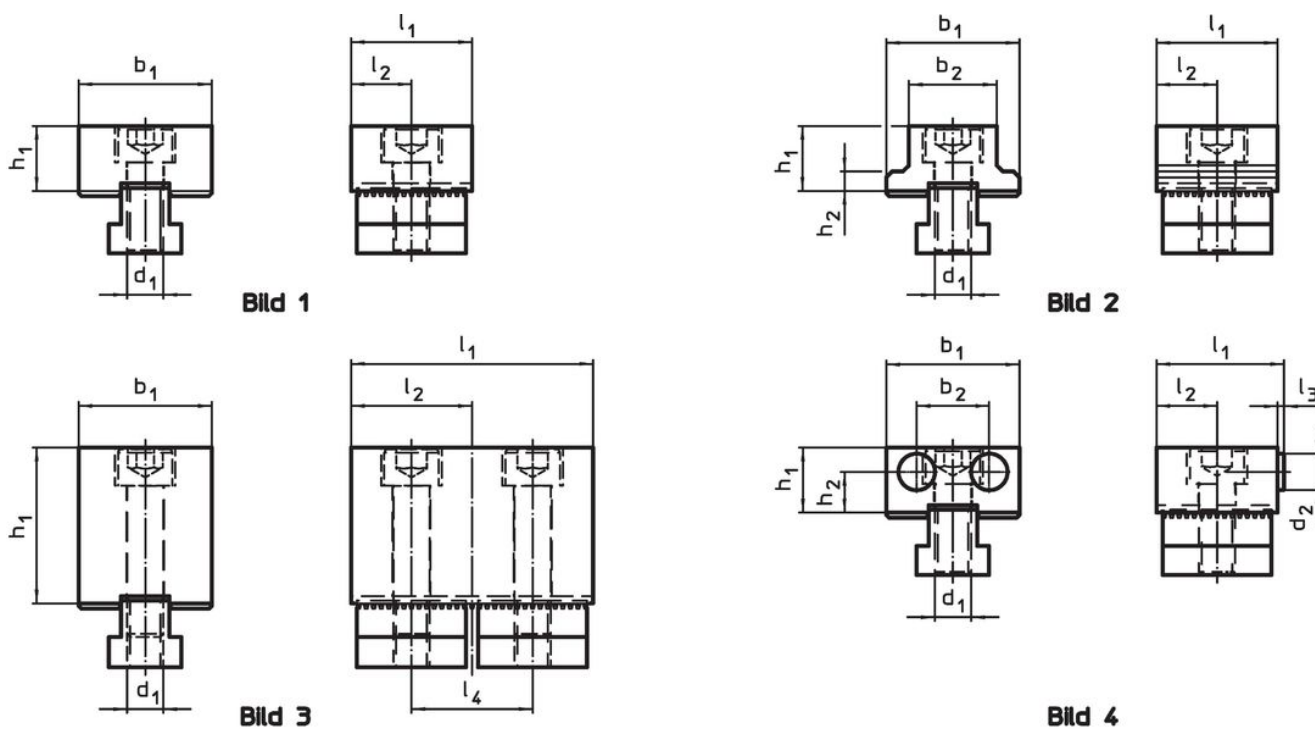 l₁
b₁
l₂
h₁
d₁
Bild 1
b₁
l₁
b₂
l₂
h₁
h₂
d₁
Bild 2
l₁
b₁
l₂
h₁
d₁
l₄
Bild 3
b₁
l₁
b₂
l₂
l₃
h₁
h₂
d₂
d₁
Bild 4